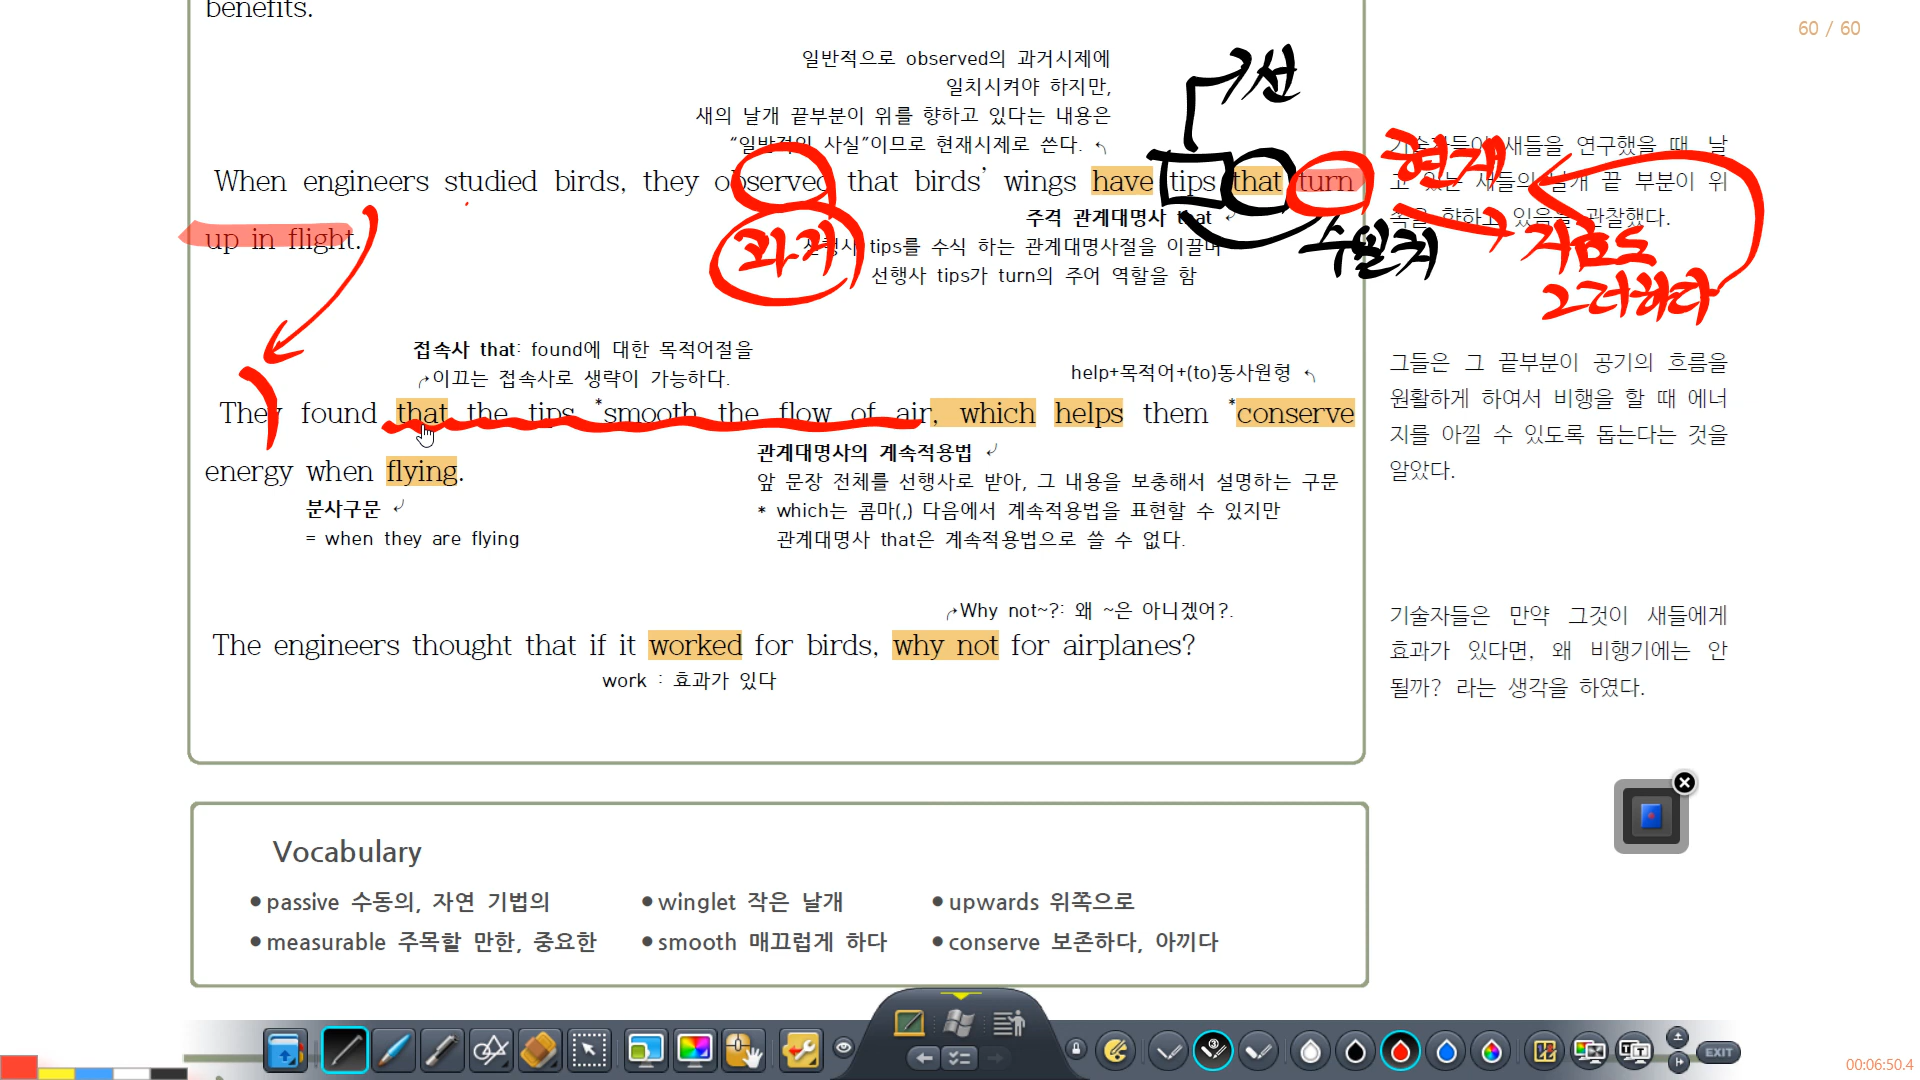 benefits.
60 / 60
일반적으로 observed의 과거시제에
일치시켜야 하지만,
새의 날개 끝부분이 위를 향하고 있다는 내용은
“일반적인 사실”이므로 현재시제로 쓴다.
기선
현재
When engineers studied birds, they observed that birds’ wings have tips that turn
up in flight.
기술자들이 새들을 연구했을 때, 날
고 있는 새들의 날개 끝 부분이 위
쪽을 향하고 있음을 관찰했다.
과거
주격 관계대명사 that
선행사 tips를 수식 하는 관계대명사절을 이끌며
선행사 tips가 turn의 주어 역할을 함
수일치
지금도
그러하다
접속사 that: found에 대한 목적어절을
이끄는 접속사로 생략이 가능하다.
help+목적어+(to)동사원형
They found that the tips *smooth the flow of air, which helps them *conserve
energy when flying.
그들은 그 끝부분이 공기의 흐름을
원활하게 하여서 비행을 할 때 에너
지를 아낄 수 있도록 돕는다는 것을
알았다.
분사구문
= when they are flying
관계대명사의 계속적용법
앞 문장 전체를 선행사로 받아, 그 내용을 보충해서 설명하는 구문
* which는 콤마(,) 다음에서 계속적용법을 표현할 수 있지만
관계대명사 that은 계속적용법으로 쓸 수 없다.
Why not~?: 왜 ~은 아니겠어?.
The engineers thought that if it worked for birds, why not for airplanes?
work : 효과가 있다
기술자들은 만약 그것이 새들에게
효과가 있다면, 왜 비행기에는 안
될까? 라는 생각을 하였다.
Vocabulary
•passive 수동의, 자연 기법의
•winglet 작은 날개
•upwards 위쪽으로
•measurable 주목할 만한, 중요한
•smooth 매끄럽게 하다
•conserve 보존하다, 아끼다
EXIT
00:06:50.4